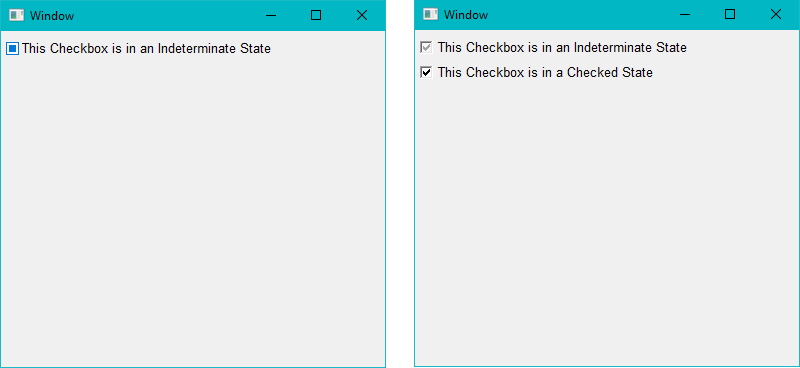 Window
This Checkbox is in an Indeterminate State
Window
This Checkbox is in an Indeterminate State
This Checkbox is in a Checked State